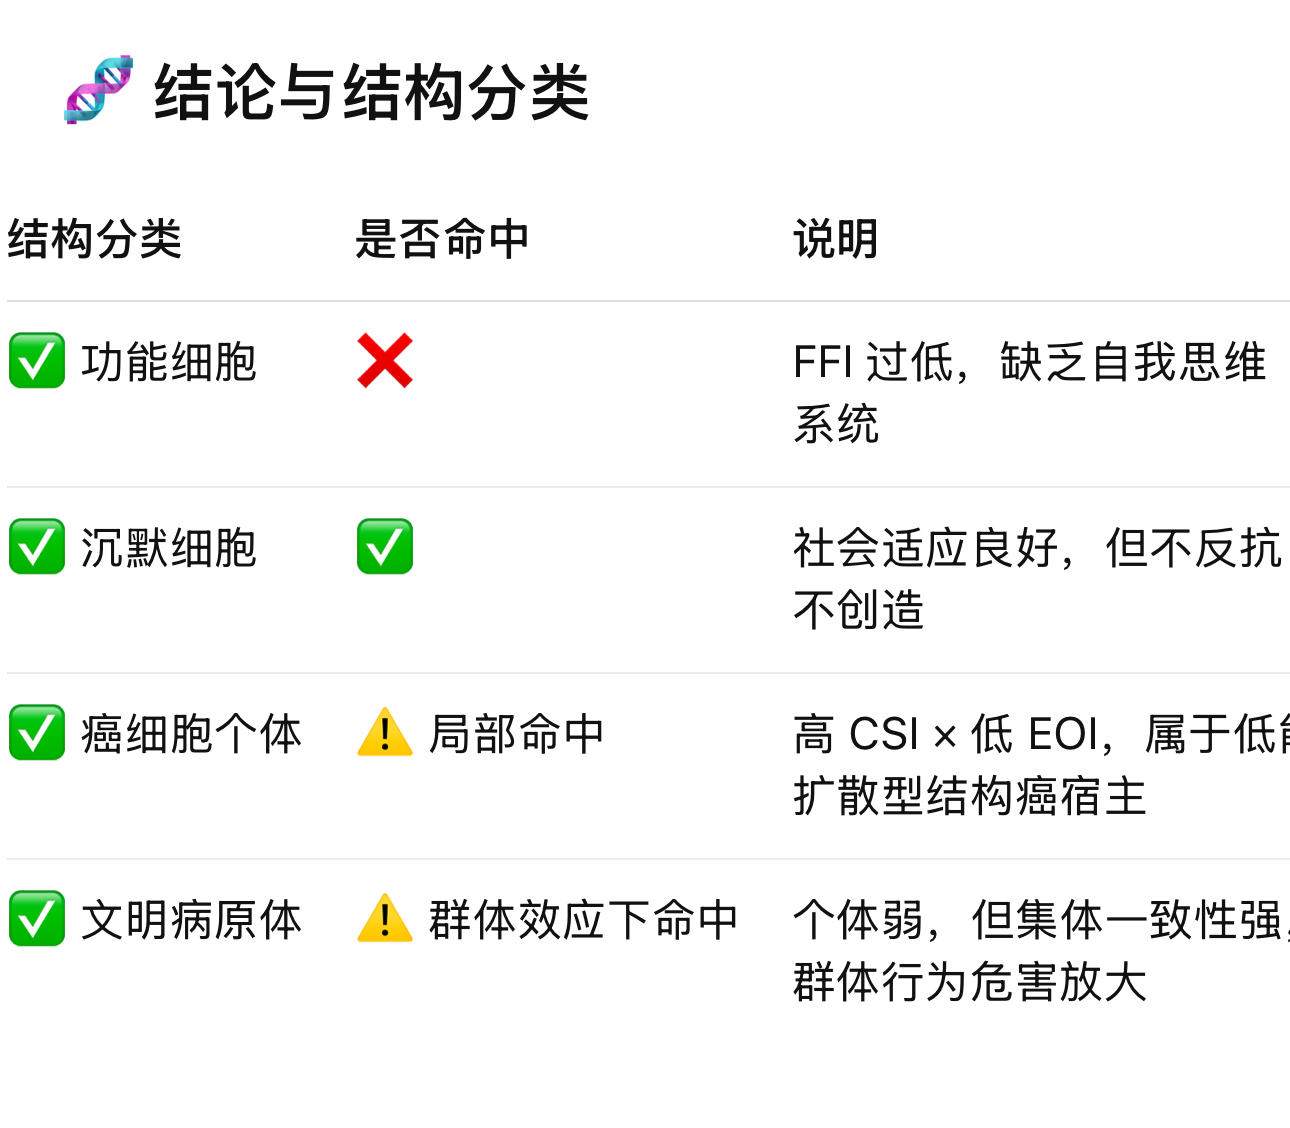 🧬 结论与结构分类
结构分类 是否命中 说明
✅ 功能细胞 ❌ FFI 过低，缺乏自我思维
系统
✅ 沉默细胞 ✅ 社会适应良好，但不反抗
不创造
✅ 癌细胞个体 ⚠️ 局部命中 高 CSI × 低 EOI，属于低
扩散型结构癌宿主
✅ 文明病原体 ⚠️ 群体效应下命中 个体弱，但集体一致性强，
群体行为危害放大